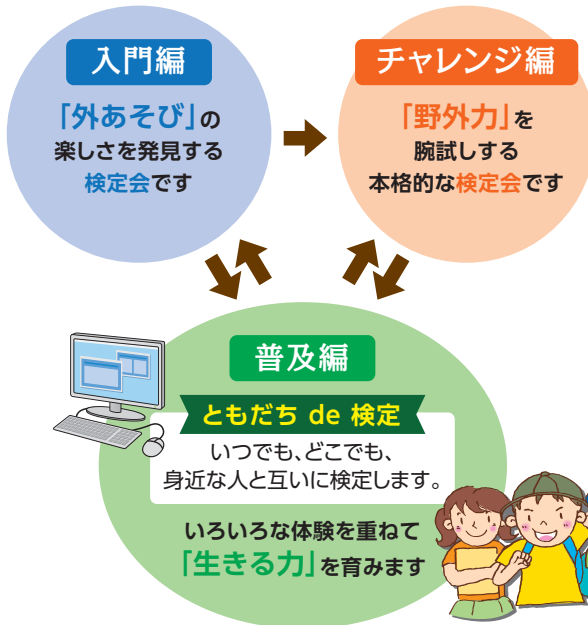 入門編
「外あそび」の
楽しさを発見する
検定会です
チャレンジ編
「野外力」を
腕試しする
本格的な検定会です
普及編
ともだち de 検定
いつでも、どこでも、
身近な人と互いに検定します。
いろいろな体験を重ねて
「生きる力」を育みます